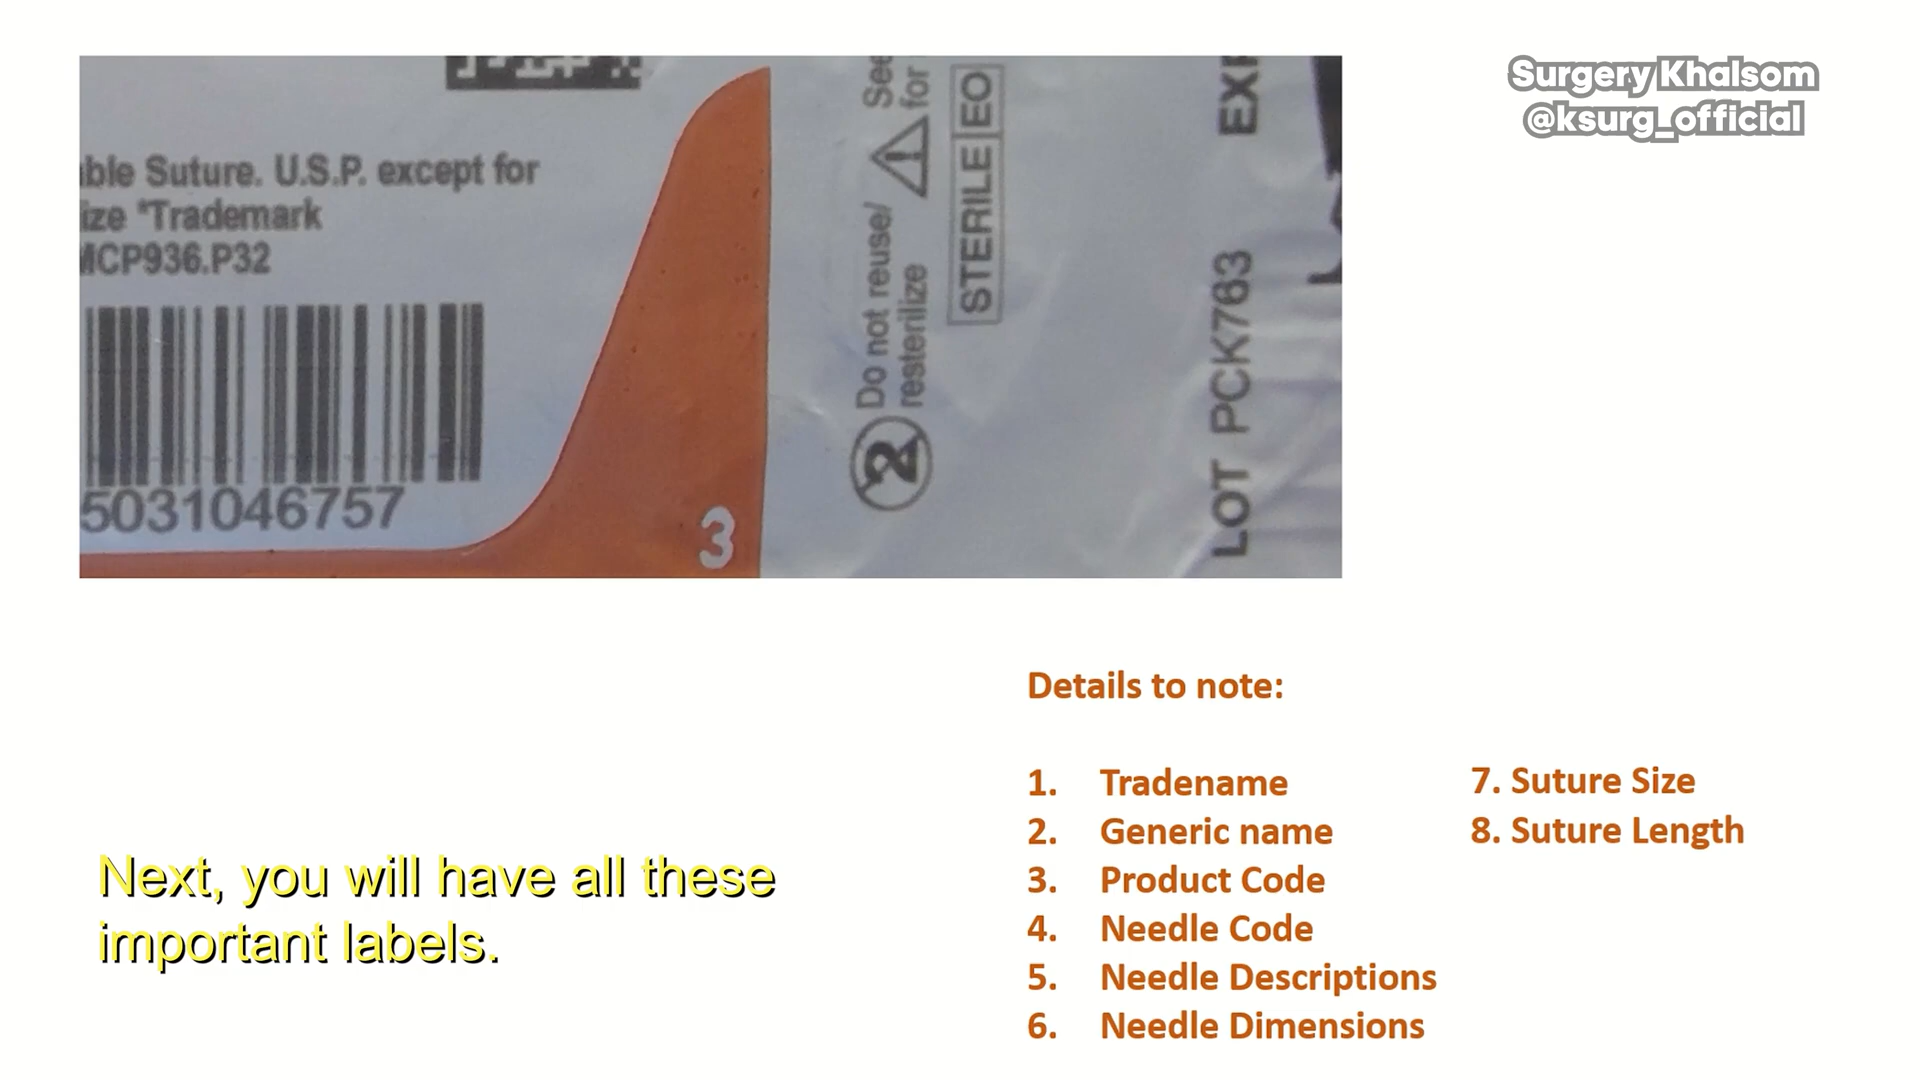 ble Suture. U.S.P. except for
ize *Trademark
MCP936.P32
5031046757
3
Do not reuse/
resterilize
2
See
for
STERILE EO
LOT PCK763
EXP
Surgery Khalsom
@ksurg_official
Details to note:
1. Tradename
2. Generic name
3. Product Code
4. Needle Code
5. Needle Descriptions
6. Needle Dimensions
7. Suture Size
8. Suture Length
Next, you will have all these
important labels.